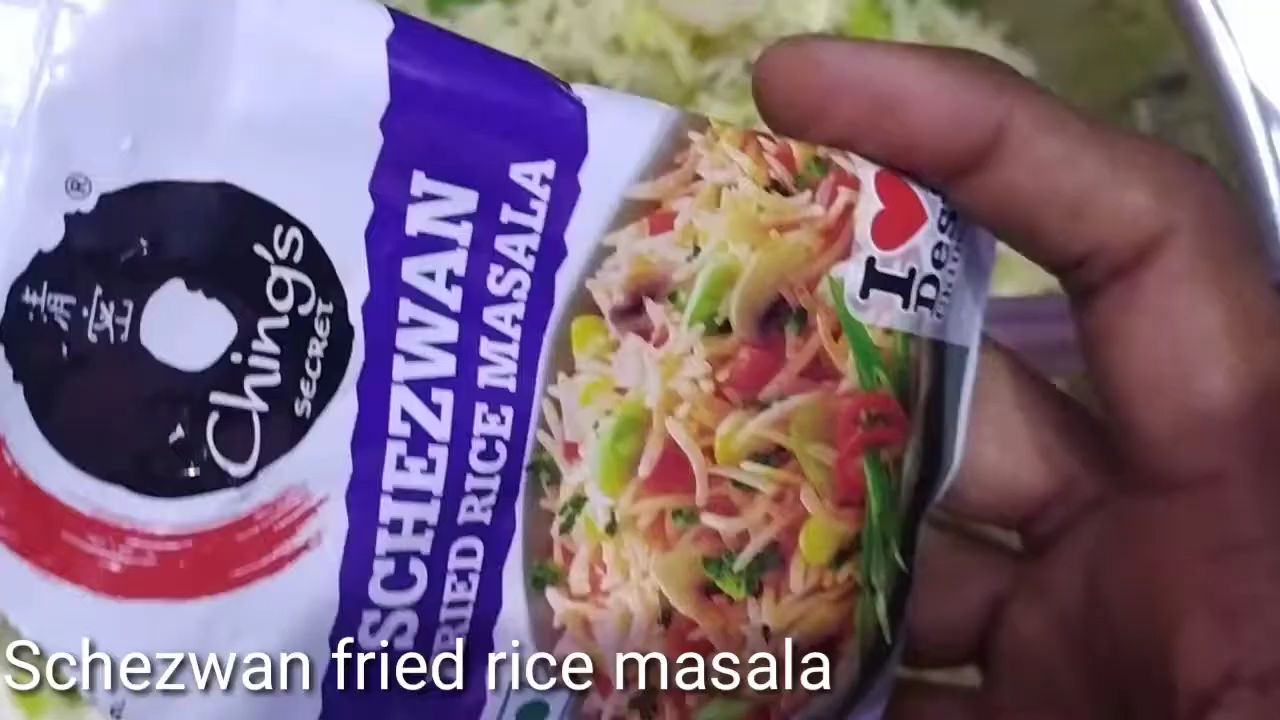 ®
Ching's
SECRET
SCHEZWAN
FRIED RICE MASALA
I ❤
Schezwan fried rice masala